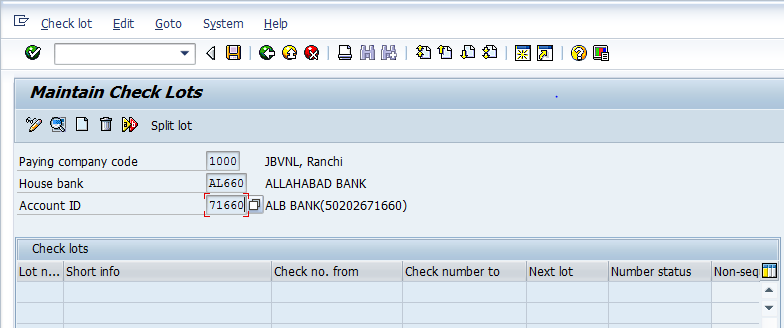 Check lot Edit Goto System Help
Maintain Check Lots
Split lot
Paying company code 1000 JBVNL, Ranchi
House bank AL660 ALLAHABAD BANK
Account ID 71660 ALB BANK(50202671660)
Check lots
Lot n... Short info Check no. from Check number to Next lot Number status Non-seq